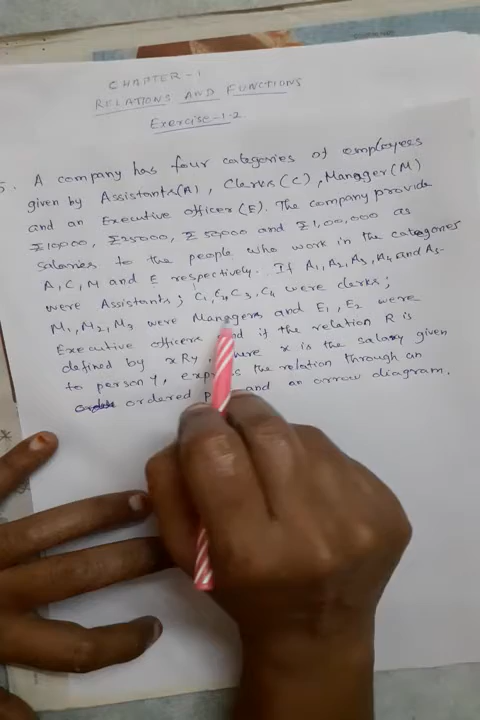 CHAPTER-1
RELATIONS AND FUNCTIONS
Exercise-1.2
5. A company has four categories of employees
given by Assistants(A), Clerks(C), Manager(M)
and an Executive officer(E). The company provide
₹10,000, ₹25,000, ₹50,000 and ₹1,00,000 as
salaries to the people who work in the categories
A, C, M and E respectively. If A1, A2, A3, A4 and A5
were Assistants; C1, C3, C4 were clerks;
M1, M2, M3 were Managers and E1, E2 were
Executive officers if the relation R is
defined by xRy, x is the salary given
to person y, the relation through an
ordered and an arrow diagram.